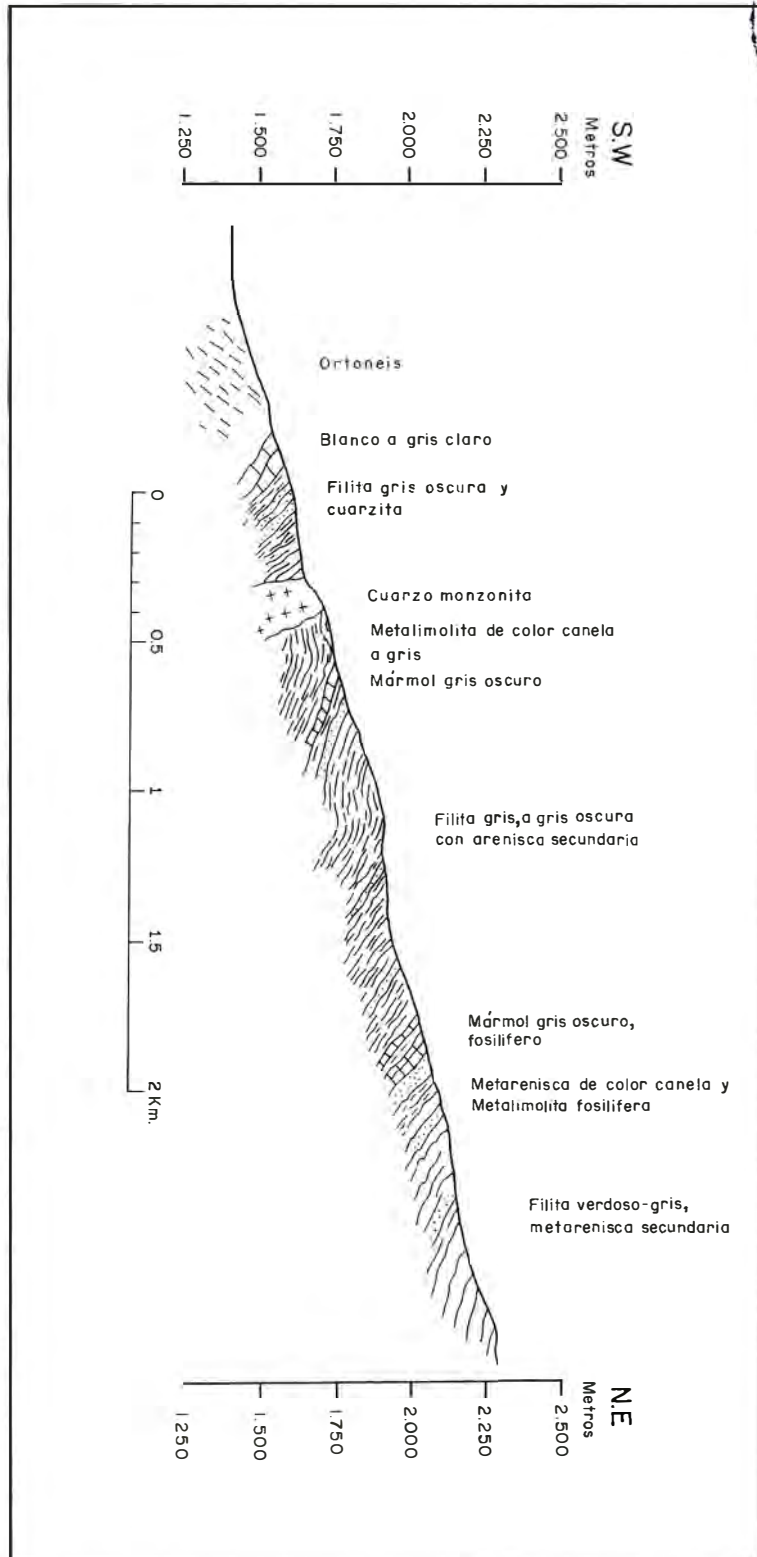 S.W
Metros
2.500
2.250
2.000
1.750
1.500
1.250
Ortoneis
Blanco a gris claro
Filita gris oscura y
cuarzita
Cuarzo monzonita
Metalimolita de color canela
a gris
Mármol gris oscuro
Filita gris, a gris oscura
con arenisca secundaria
Mármol gris oscuro,
fosilifero
Metarenisca de color canela y
Metalimolita fosilifera
Filita verdoso-gris,
metarenisca secundaria
0
0.5
1
1.5
2 Km.
N.E
Metros
2.500
2.250
2.000
1.750
1.500
1250